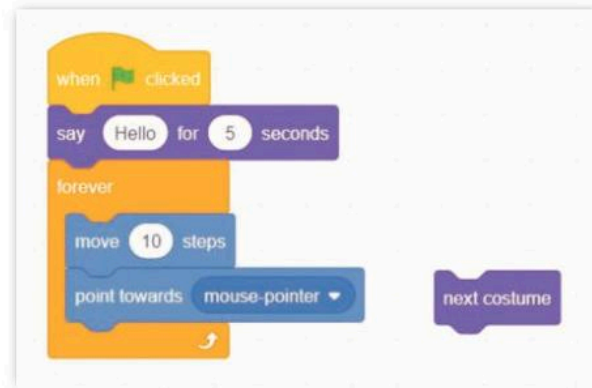 when clicked
say Hello for 5 seconds
forever
move 10 steps
point towards mouse-pointer
next costume